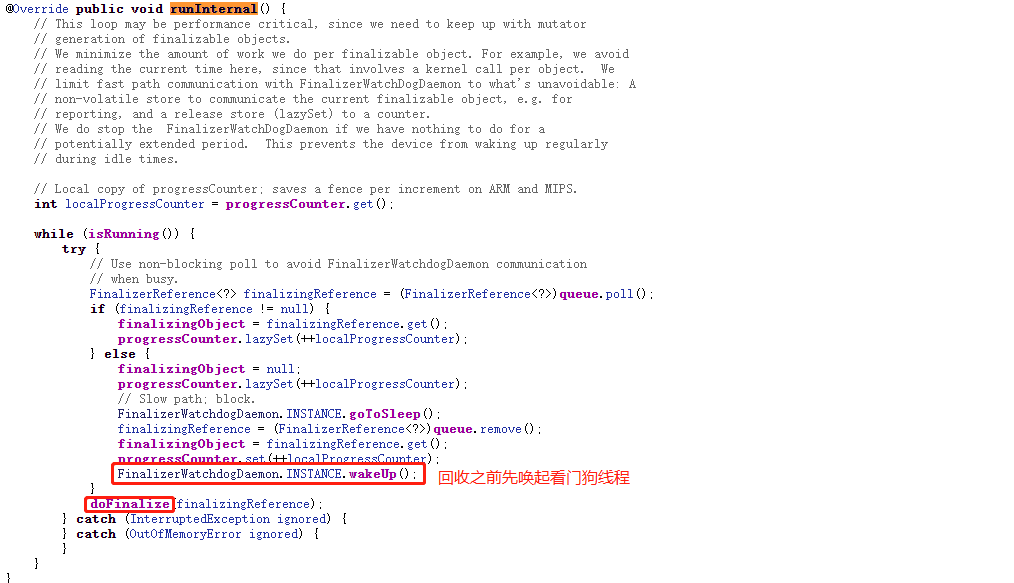 @Override public void runInternal() {
// This loop may be performance critical, since we need to keep up with mutator
// generation of finalizable objects.
// We minimize the amount of work we do per finalizable object. For example, we avoid
// reading the current time here, since that involves a kernel call per object.  We
// limit fast path communication with FinalizerWatchDogDaemon to what's unavoidable: A
// non-volatile store to communicate the current finalizable object, e.g. for
// reporting, and a release store (lazySet) to a counter.
// We do stop the  FinalizerWatchDogDaemon if we have nothing to do for a
// potentially extended period.  This prevents the device from waking up regularly
// during idle times.
// Local copy of progressCounter; saves a fence per increment on ARM and MIPS.
int localProgressCounter = progressCounter.get();
while (isRunning()) {
try {
// Use non-blocking poll to avoid FinalizerWatchdogDaemon communication
// when busy.
FinalizerReference<?> finalizingReference = (FinalizerReference<?>)queue.poll();
if (finalizingReference != null) {
finalizingObject = finalizingReference.get();
progressCounter.lazySet(++localProgressCounter);
} else {
finalizingObject = null;
progressCounter.lazySet(++localProgressCounter);
// Slow path; block.
FinalizerWatchdogDaemon.INSTANCE.goToSleep();
finalizingReference = (FinalizerReference<?>)queue.remove();
finalizingObject = finalizingReference.get();
progressCounter.set(++localProgressCounter);
FinalizerWatchdogDaemon.INSTANCE.wakeUp(); 回收之前先唤起看门狗线程
}
doFinalize(finalizingReference);
} catch (InterruptedException ignored) {
} catch (OutOfMemoryError ignored) {
}
}
}